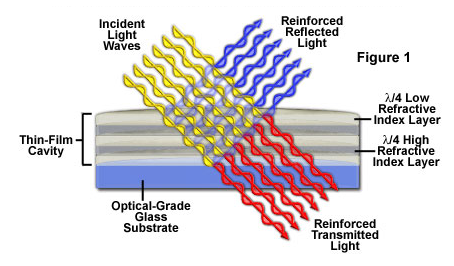 Incident
Light
Waves
Reinforced
Reflected
Light
Figure 1
λ/4 Low
Refractive
Index Layer
Thin-Film
Cavity
λ/4 High
Refractive
Index Layer
Optical-Grade
Glass
Substrate
Reinforced
Transmitted
Light